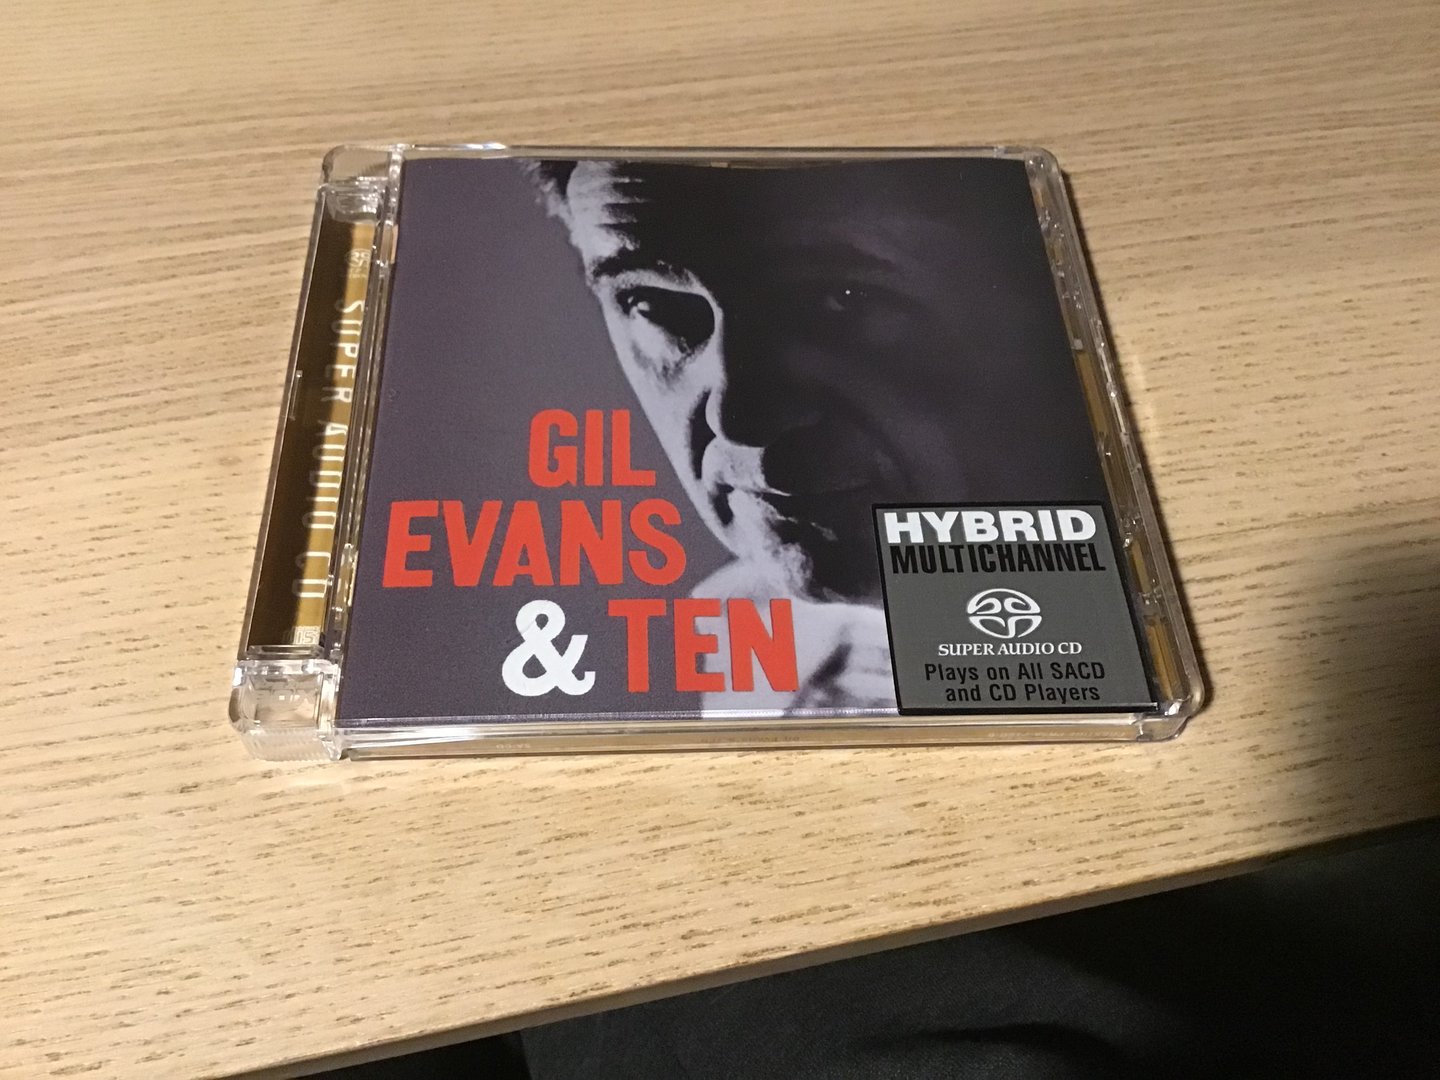 SUPER AUDIO CD
GIL
EVANS
& TEN
HYBRID
MULTICHANNEL
SUPER AUDIO CD
Plays on All SACD
and CD Players